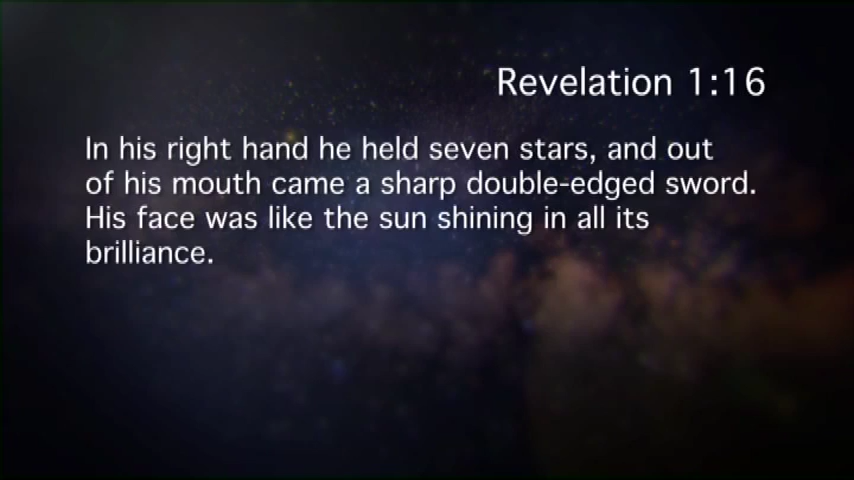 Revelation 1:16
In his right hand he held seven stars, and out
of his mouth came a sharp double-edged sword.
His face was like the sun shining in all its
brilliance.